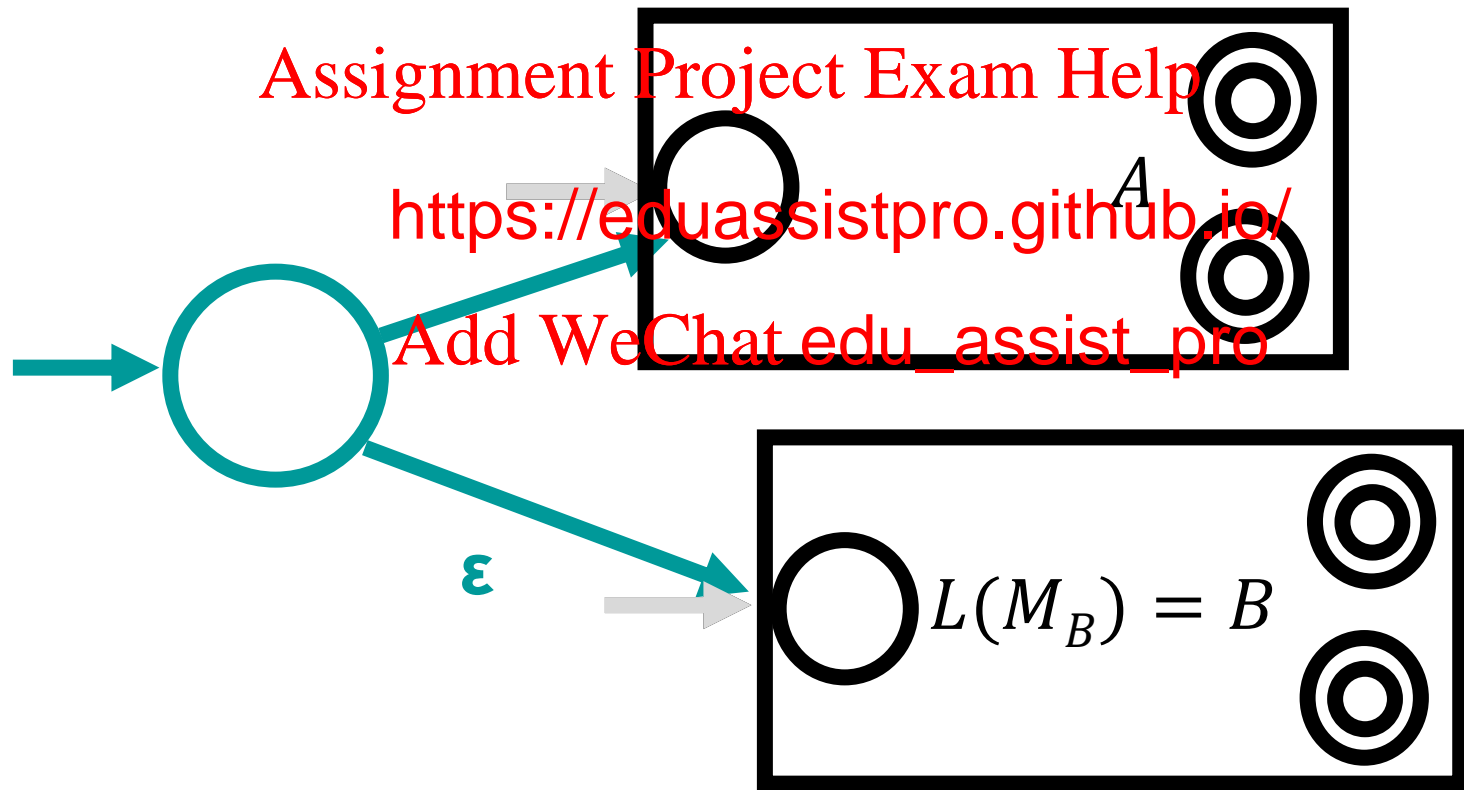 Assignment Project Exam Help
A
https://eduassistpro.github.io/
Add WeChat edu_assist_pro
ε
L(M_B) = B